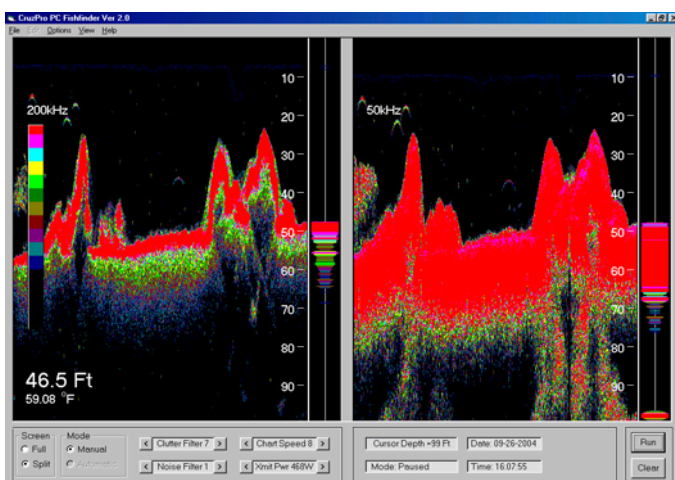 CruzPro PC Fishfinder Ver 2.0
File Edit Options View Help
200kHz
10
20
30
40
50
60
70
80
90
46.5 Ft
59.08 °F
50kHz
10
20
30
40
50
60
70
80
90
Screen
Full
Split
Mode
Manual
Automatic
< Clutter Filter 7 >
< Noise Filter 1 >
< Chart Speed 8 >
< Xmit Pwr 468W >
Cursor Depth =99 Ft
Mode: Paused
Date: 09-26-2004
Time: 16:07:55
Run
Clear